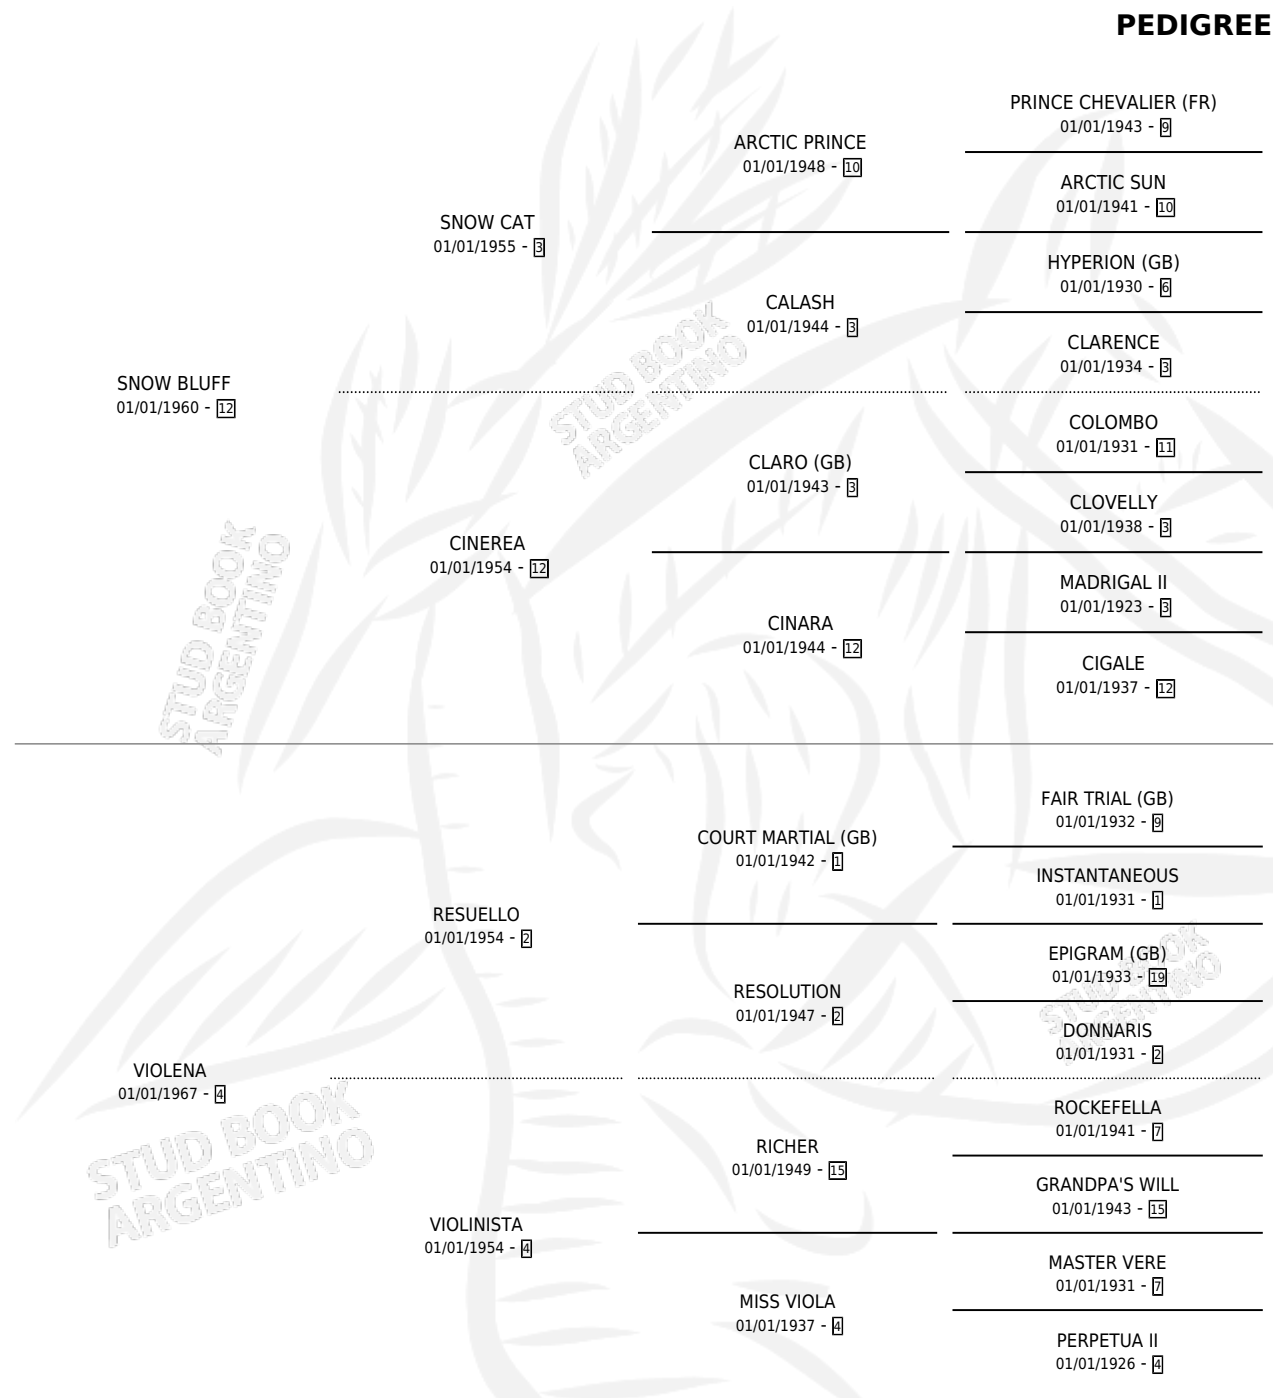 PEDIGREE
PRINCE CHEVALIER (FR)
01/01/1943 - 9
ARCTIC PRINCE
01/01/1948 - 10
ARCTIC SUN
01/01/1941 - 10
SNOW CAT
01/01/1955 - 3
HYPERION (GB)
01/01/1930 - 6
CALASH
01/01/1944 - 3
CLARENCE
01/01/1934 - 3
SNOW BLUFF
01/01/1960 - 12
COLOMBO
01/01/1931 - 11
CLARO (GB)
01/01/1943 - 3
CLOVELLY
01/01/1938 - 3
CINEREA
01/01/1954 - 12
MADRIGAL II
01/01/1923 - 3
CINARA
01/01/1944 - 12
CIGALE
01/01/1937 - 12
FAIR TRIAL (GB)
01/01/1932 - 9
COURT MARTIAL (GB)
01/01/1942 - 1
INSTANTANEOUS
01/01/1931 - 1
RESUELLO
01/01/1954 - 2
EPIGRAM (GB)
01/01/1933 - 19
RESOLUTION
01/01/1947 - 2
DONNARIS
01/01/1931 - 2
VIOLENA
01/01/1967 - 4
ROCKEFELLA
01/01/1941 - 7
RICHER
01/01/1949 - 15
GRANDPA'S WILL
01/01/1943 - 15
VIOLINISTA
01/01/1954 - 4
MASTER VERE
01/01/1931 - 7
MISS VIOLA
01/01/1937 - 4
PERPETUA II
01/01/1926 - 4
STUD BOOK
ARGENTINO
STUD BOOK
ARGENTINO
STUD BOOK
ARGENTINO
STUD BOOK
ARGENTINO